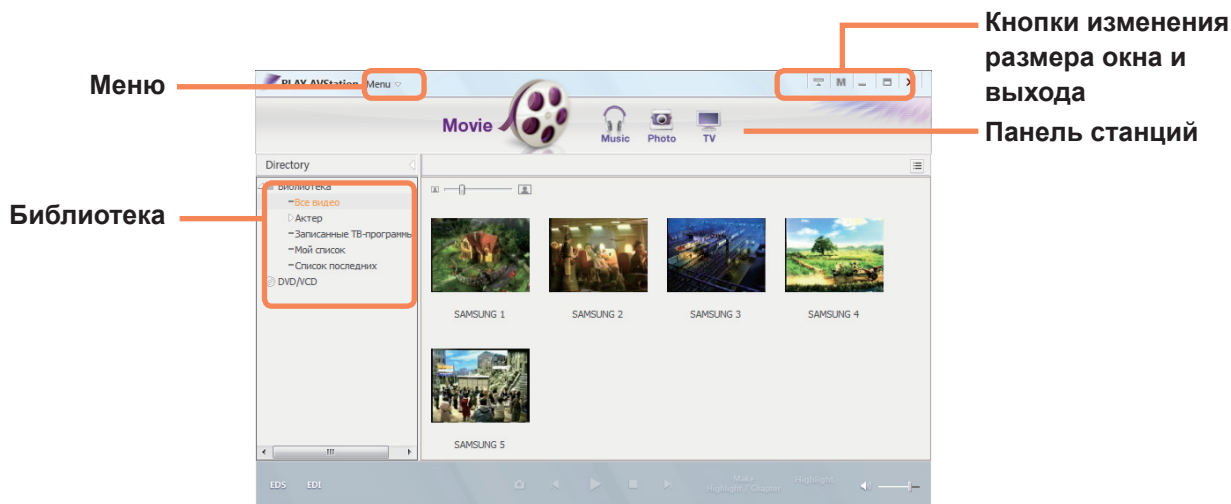 Кнопки изменения
размера окна и
выхода
Меню
PLAY AVStation Menu
M
Movie
Music Photo TV
Панель станций
Directory
Библиотека
Библиотека
Все видео
Актер
Записанные ТВ-програмны
Мой список
Список последних
DVD/VCD
SAMSUNG 1 SAMSUNG 2 SAMSUNG 3 SAMSUNG 4
SAMSUNG 5
EDS EDI
Make
Highlight / Chapter
Highlight